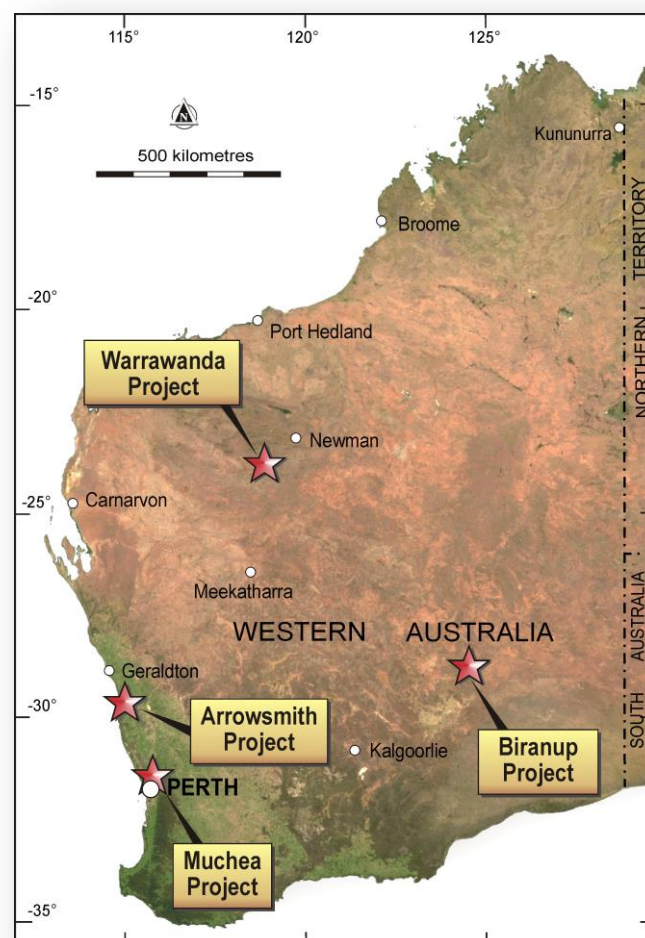 115°
120°
125°
-15°
N
500 kilometres
Kununurra
Broome
NORTHERN TERRITORY
-20°
Port Hedland
Warrawanda
Project
Newman
-25°
Carnarvon
Meekatharra
WESTERN AUSTRALIA
SOUTH AUSTRALIA
Geraldton
-30°
Arrowsmith
Project
Kalgoorlie
Biranup
Project
PERTH
Muchea
Project
-35°